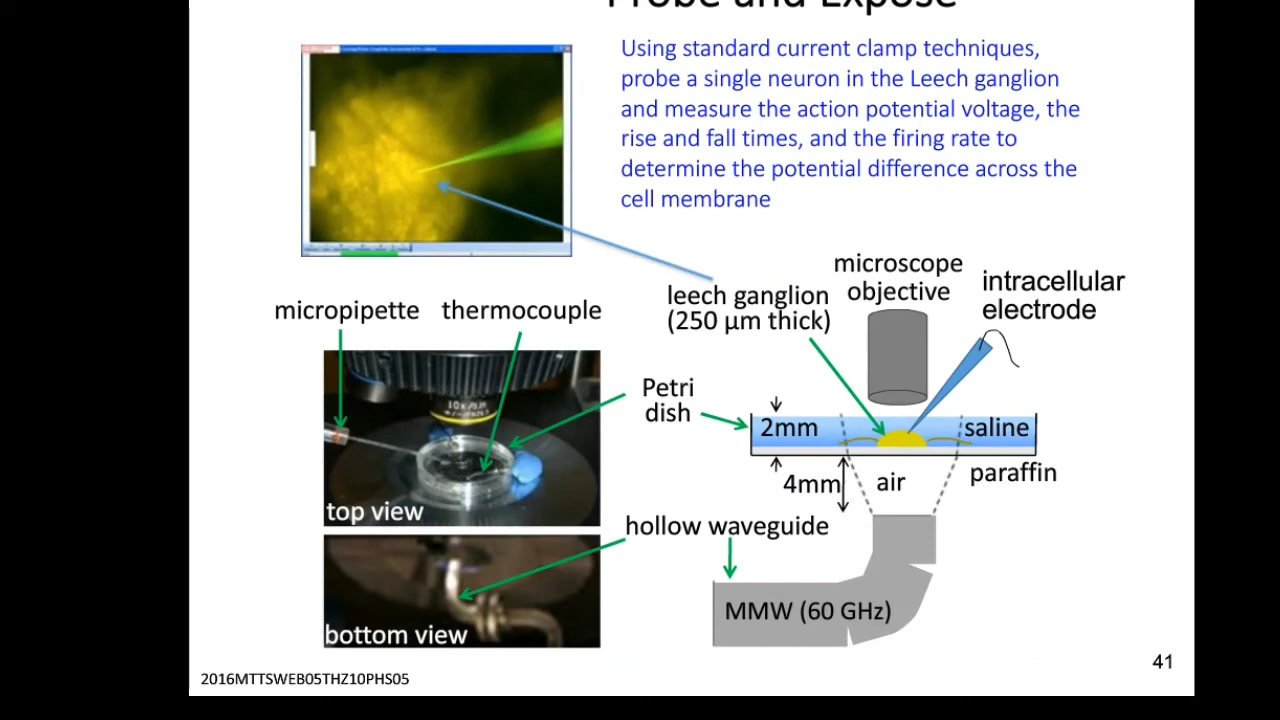 Probe and Expose
Using standard current clamp techniques,
probe a single neuron in the Leech ganglion
and measure the action potential voltage, the
rise and fall times, and the firing rate to
determine the potential difference across the
cell membrane
microscope
objective
intracellular
electrode
leech ganglion
(250 µm thick)
micropipette
thermocouple
Petri
dish
2mm
saline
4mm
air
paraffin
10x/0.
top view
hollow waveguide
MMW (60 GHz)
bottom view
41
2016MTTSWEB05THZ10PHS05